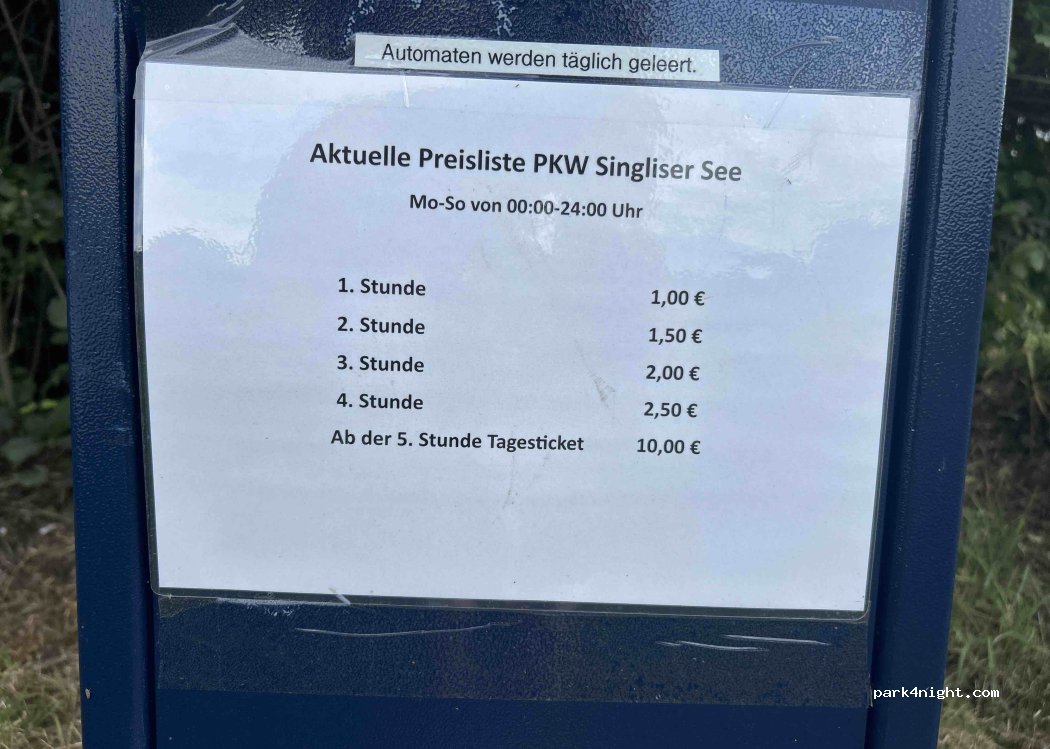 Automaten werden täglich geleert.
Aktuelle Preisliste PKW Singliser See
Mo-So von 00:00-24:00 Uhr
1. Stunde 1,00 €
2. Stunde 1,50 €
3. Stunde 2,00 €
4. Stunde 2,50 €
Ab der 5. Stunde Tagesticket 10,00 €
park4night.com